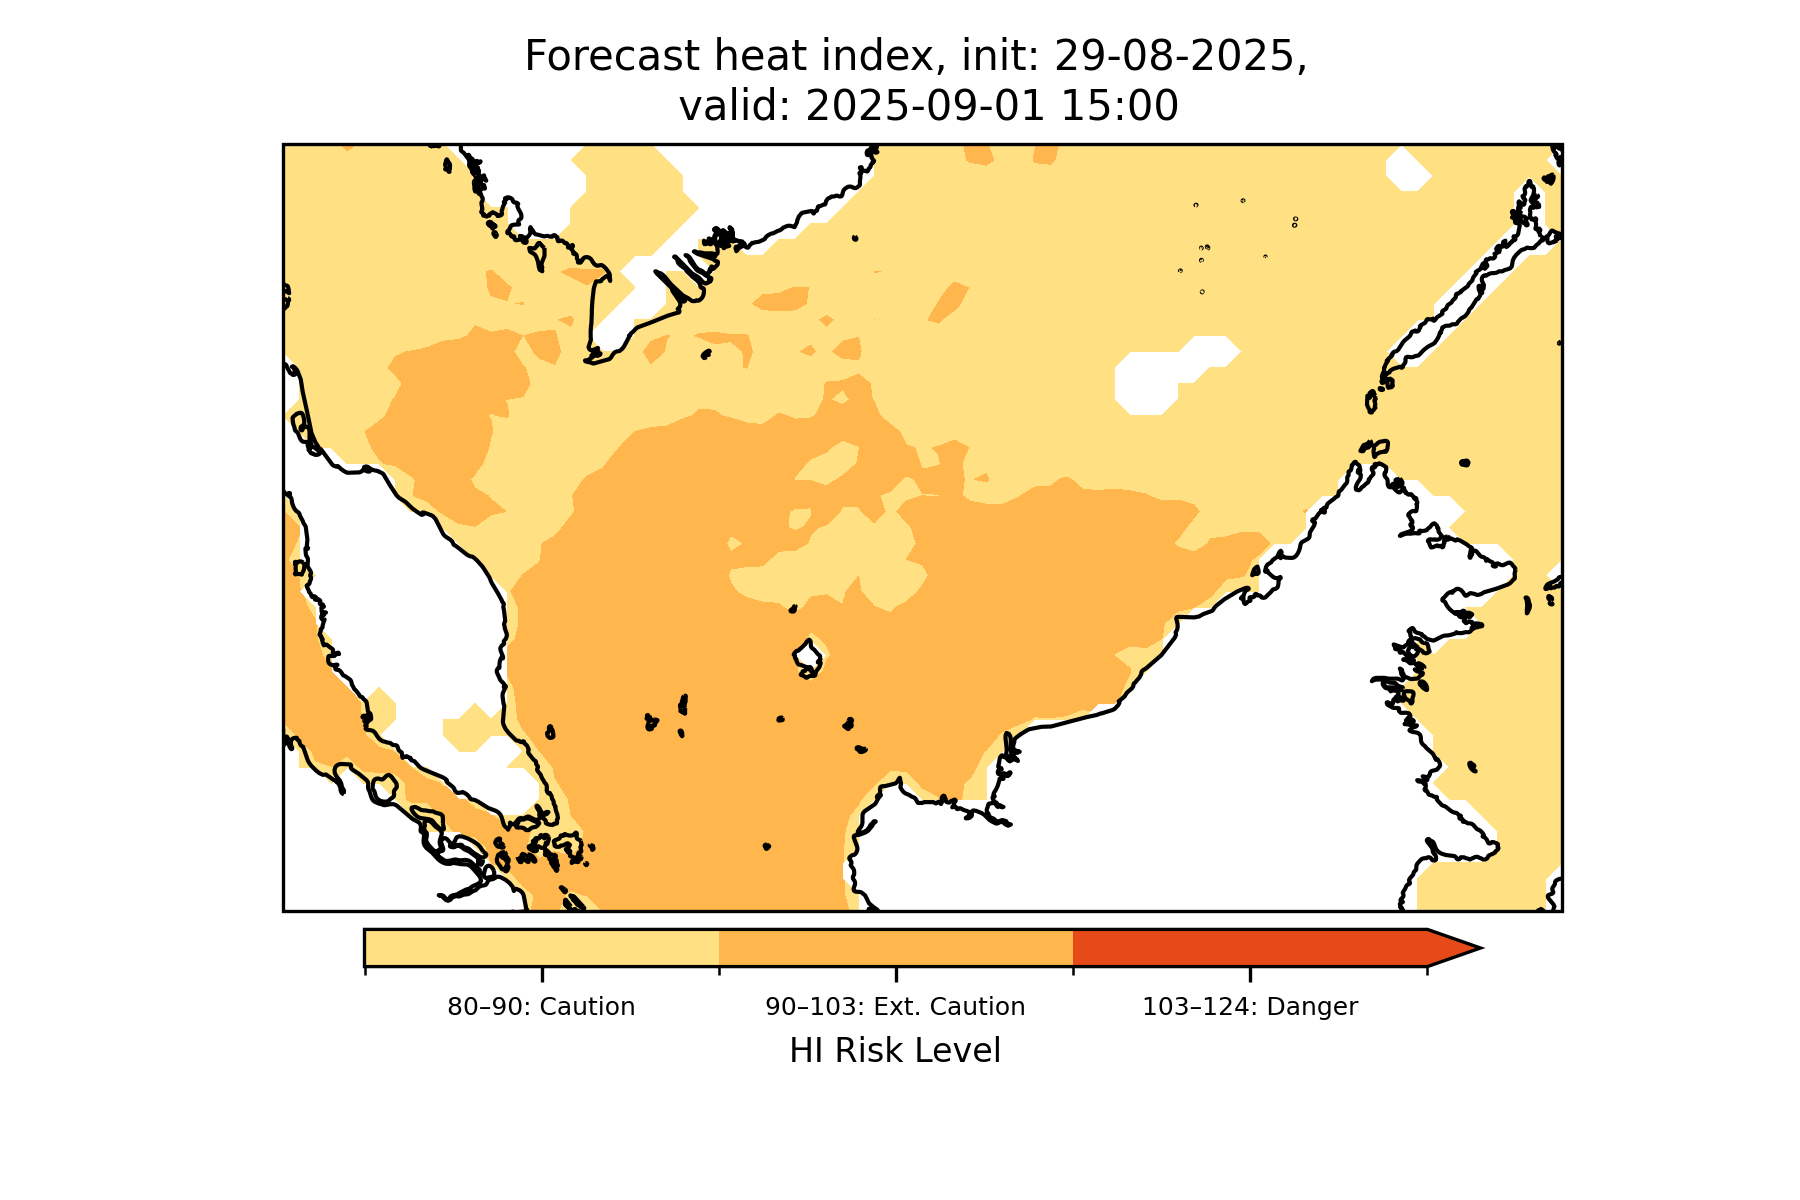 Forecast heat index, init: 29-08-2025,
valid: 2025-09-01 15:00
80–90: Caution
90–103: Ext. Caution
103–124: Danger
HI Risk Level